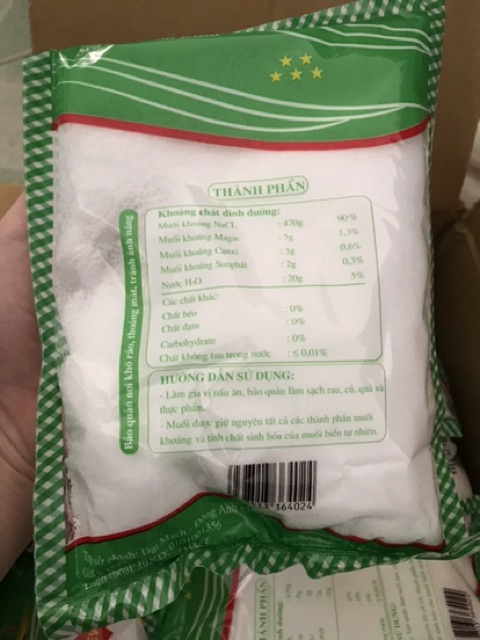 THÀNH PHẦN
Khoáng chất dinh dưỡng:
Muối khoáng NaCL : 470g 90%
Muối khoáng Magie : 5g 1,3%
Muối khoáng Canxi : 3g 0,6%
Muối khoáng Sunphát : 2g 0,3%
Nước H₂O : 20g 5%
Các chất khác:
Chất béo : 0%
Chất đạm : 0%
Carbohydrate : 0%
Chất không tan trong nước : ≤ 0,01%
HƯỚNG DẪN SỬ DỤNG:
- Làm gia vị nấu ăn, bảo quản làm sạch rau, củ, quả và
thực phẩm.
- Muối được giữ nguyên tất cả các thành phần muối
khoáng và tính chất sinh hóa của muối biển tự nhiên.
Bảo quản nơi khô ráo, thoáng mát, tránh ánh nắng
364024
THÀNH PHẦN